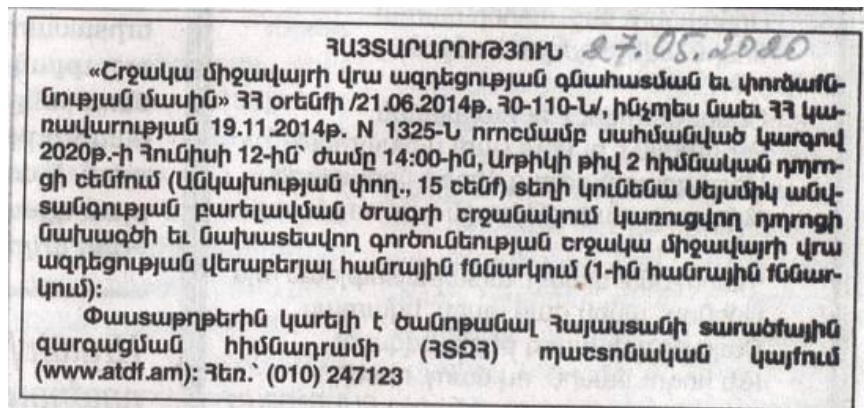 ՀԱՅՏԱՐԱՐՈՒԹՅՈՒՆ 27.05.2020
«Շրջակա միջավայրի վրա ազդեցության գնահատման եւ փորձաքն-
նության մասին» ՀՀ օրենքի /21.06.2014թ. ՀՕ-110-Ն/, ինչպես նաեւ ՀՀ կա-
ռավարության 19.11.2014թ. N 1325-Ն որոշմամբ սահմանված կարգով
2020թ.-ի Հունիսի 12-ին՝ ժամը 14:00-ին, Արթիկի թիվ 2 հիմնական դպրո-
ցի շենքում (Անկախության փող., 15 շենք) տեղի կունենա Սեյսմիկ անվ-
տանգության բարելավման ծրագրի շրջանակում կառուցվող դպրոցի
նախագծի եւ նախատեսվող գործունեության շրջակա միջավայրի վրա
ազդեցության վերաբերյալ հանրային քննարկում (1-ին հանրային քննար-
կում):
Փաստաթղթերին կարելի է ծանոթանալ Հայաստանի տարածքային
զարգացման հիմնադրամի (ՀՏԶՀ) պաշտոնական կայքում
(www.atdf.am): Հեռ. (010) 247123